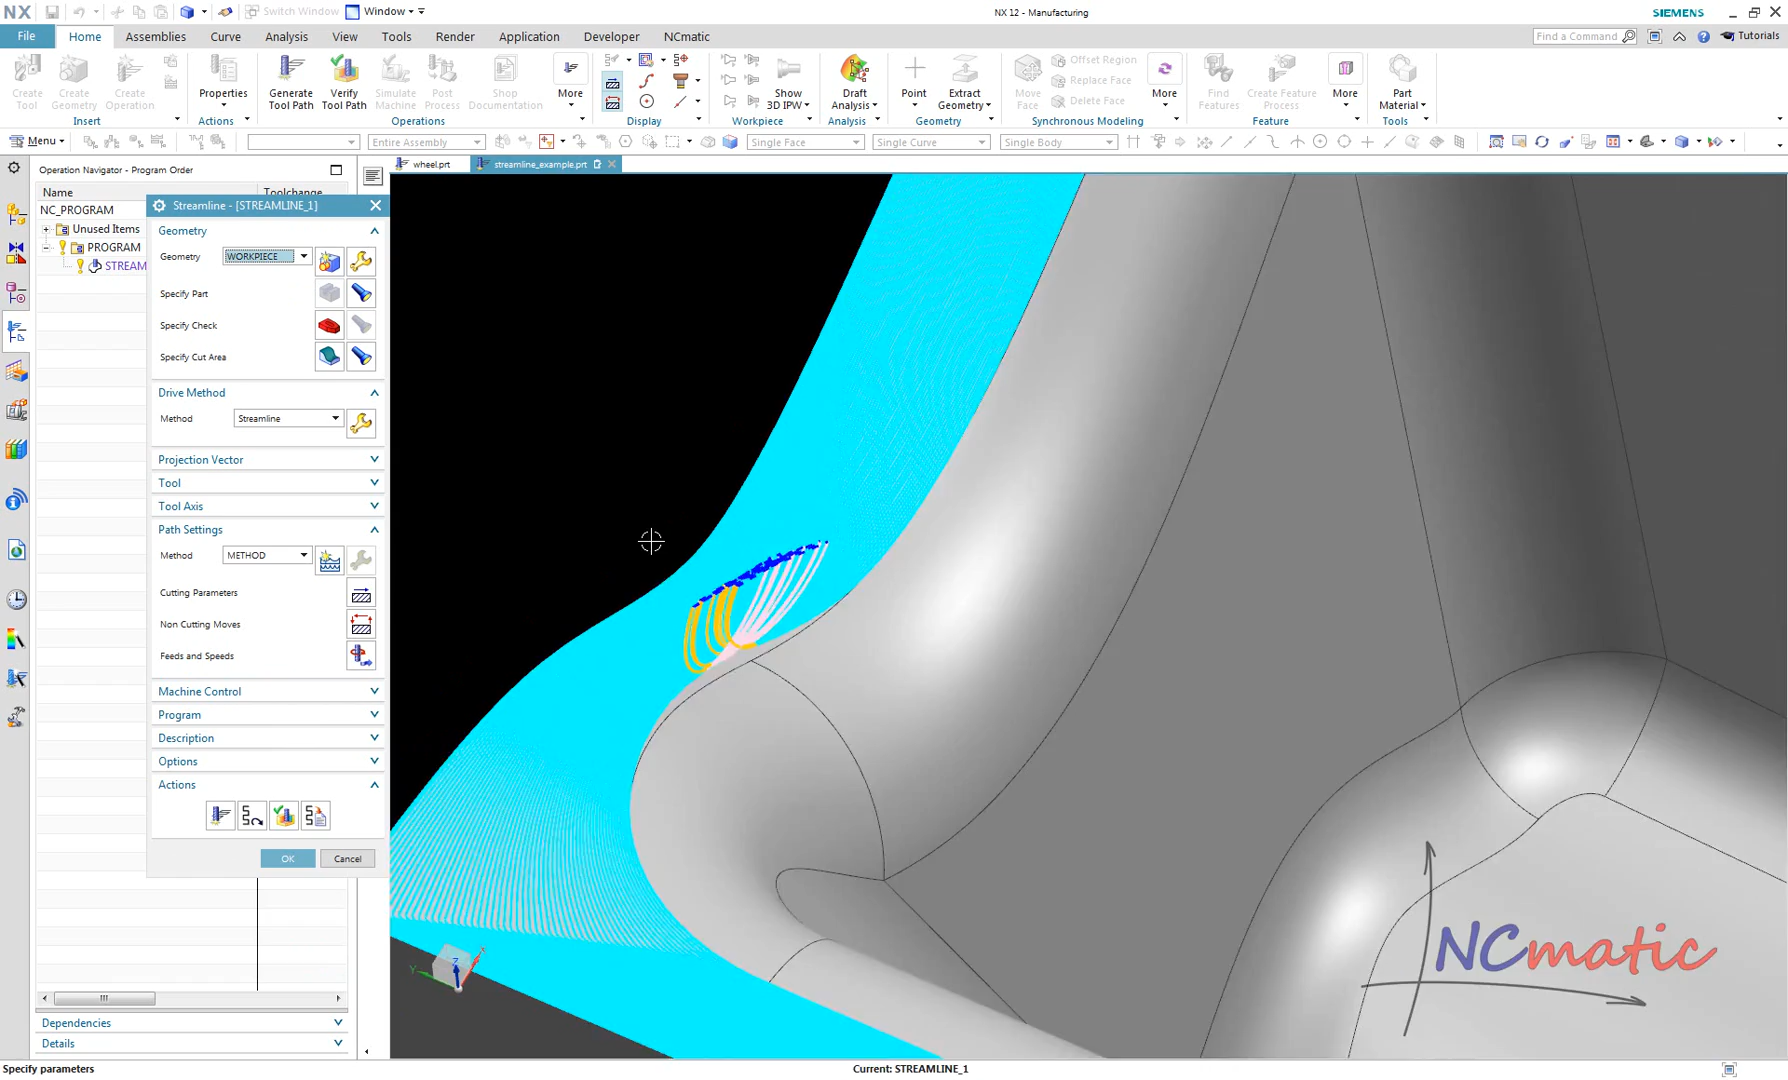 NX
Switch Window
Window
NX 12 - Manufacturing
SIEMENS
File
Home
Assemblies
Curve
Analysis
View
Tools
Render
Application
Developer
NCmatic
Find a Command
Tutorials
Create Tool
Create Geometry
Create Operation
Properties
Generate Tool Path
Verify Tool Path
Simulate Machine
Post Process
Shop Documentation
More
Show 3D IPW
Draft Analysis
Point
Extract Geometry
Move Face
Offset Region
Replace Face
Delete Face
More
Find Features
Create Feature Process
More
Part Material
Insert
Actions
Operations
Display
Workpiece
Analysis
Geometry
Synchronous Modeling
Feature
Tools
Menu
Entire Assembly
Single Face
Single Curve
Single Body
Operation Navigator - Program Order
wheel.prt
streamline_example.prt
Name
Toolchange
NC_PROGRAM
Unused Items
PROGRAM
STREAM
Streamline - [STREAMLINE_1]
Geometry
Geometry
WORKPIECE
Specify Part
Specify Check
Specify Cut Area
Drive Method
Method
Streamline
Projection Vector
Tool
Tool Axis
Path Settings
Method
METHOD
Cutting Parameters
Non Cutting Moves
Feeds and Speeds
Machine Control
Program
Description
Options
Actions
OK
Cancel
Z
Y
X
NCmatic
Dependencies
Details
Specify parameters
Current: STREAMLINE_1